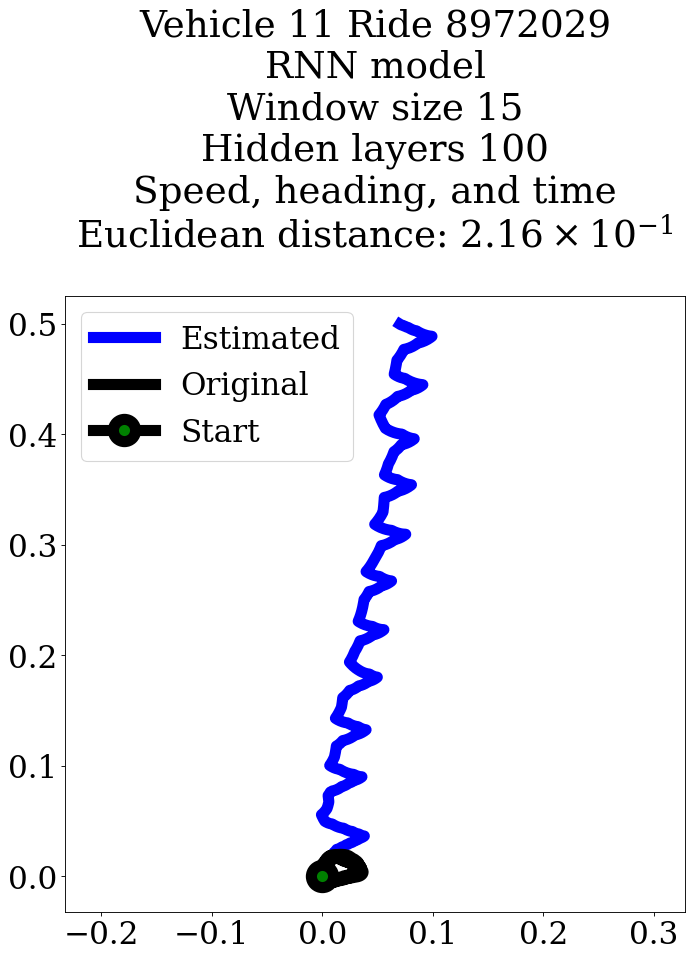 Vehicle 11 Ride 8972029
RNN model
Window size 15
Hidden layers 100
Speed, heading, and time
Euclidean distance: 2.16 × 10⁻¹
Estimated
Original
Start
0.5
0.4
0.3
0.2
0.1
0.0
−0.2 −0.1 0.0 0.1 0.2 0.3